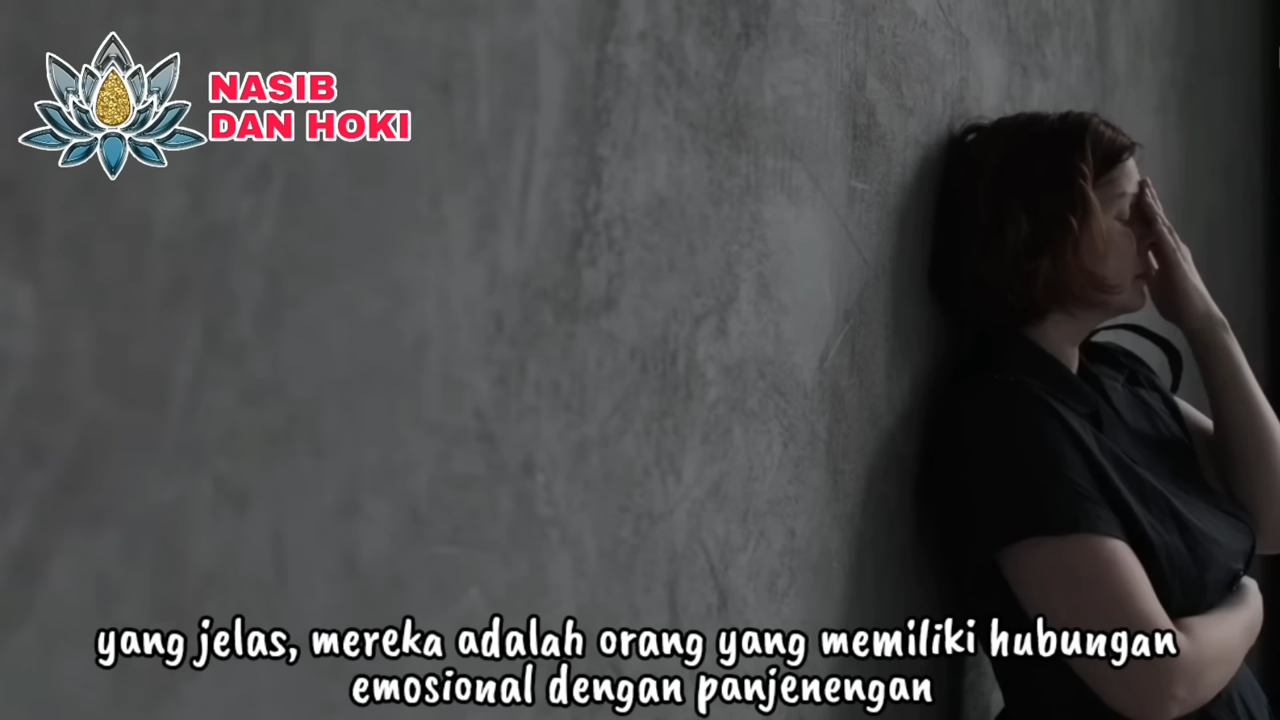 NASIB
DAN HOKI
yang jelas, mereka adalah orang yang memiliki hubungan
emosional dengan panjenengan